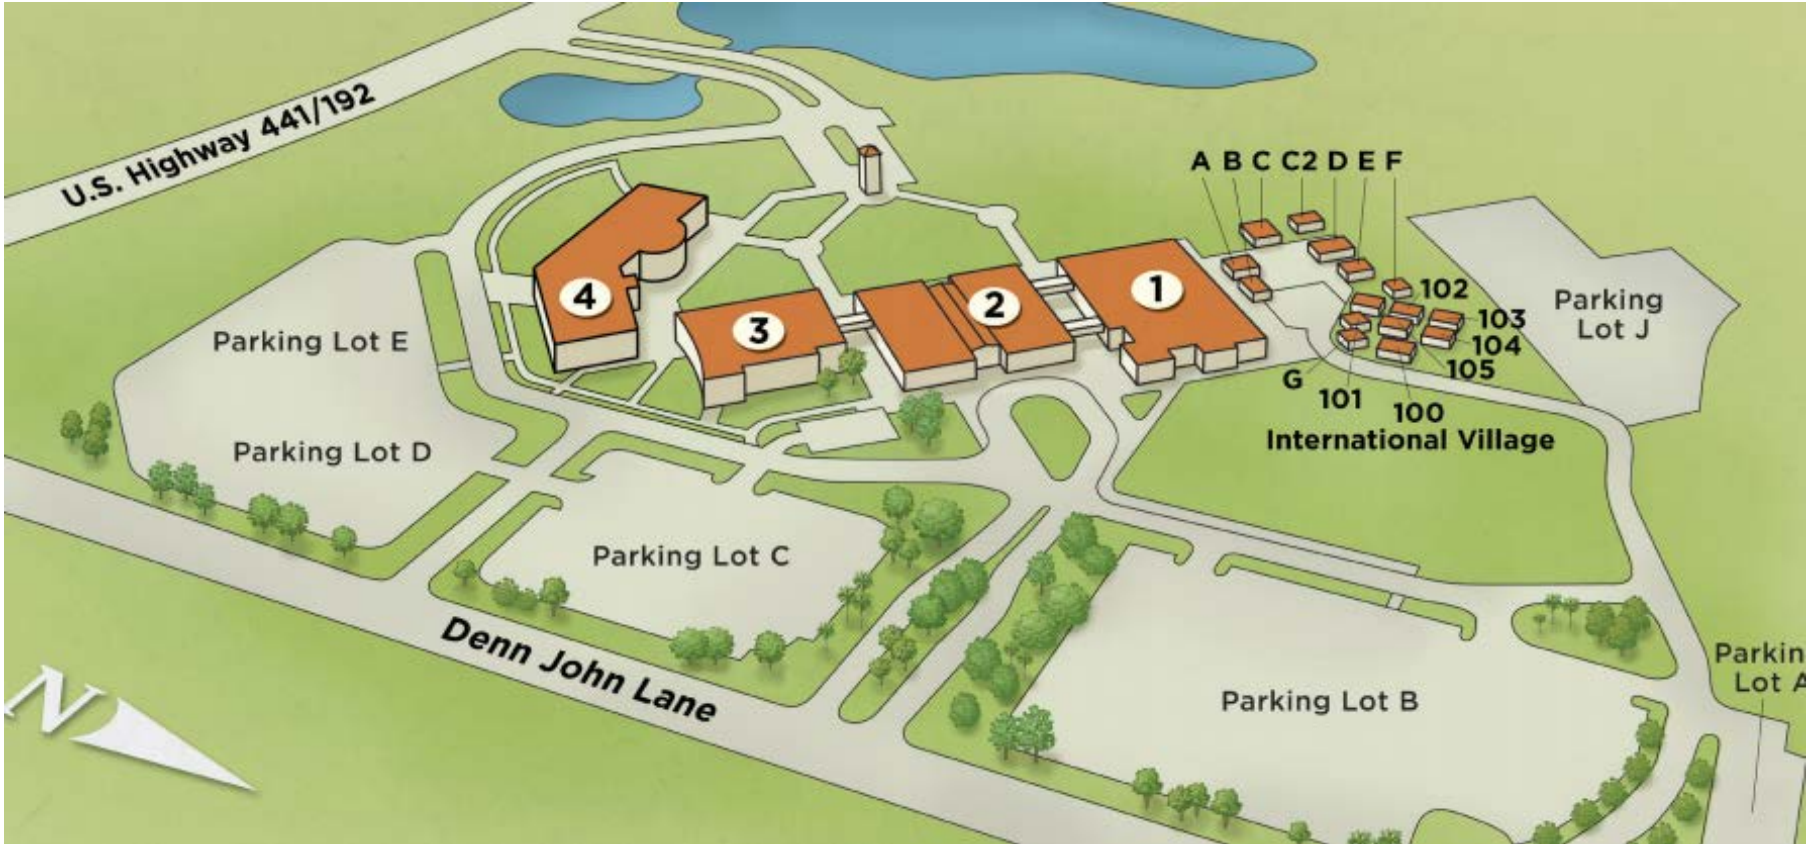 U.S. Highway 441/192
A B C C2 D E F
4
3
2
1
102
103
104
105
G
101
100
International Village
Parking
Lot J
Parking Lot E
Parking Lot D
Parking Lot C
Denn John Lane
Parking Lot B
Parkin
Lot A
N